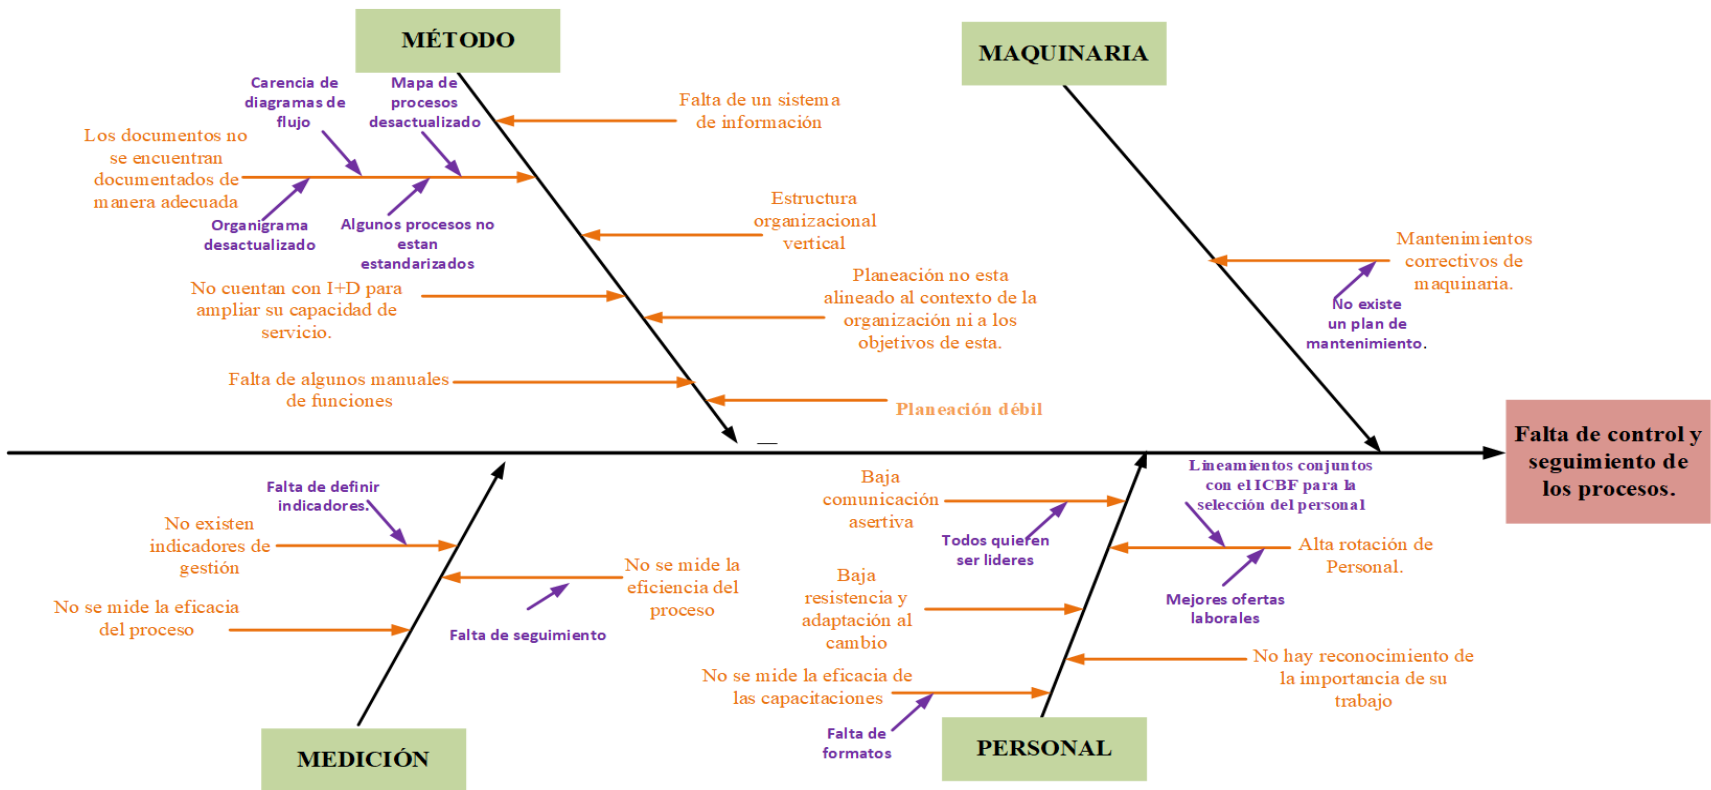 MÉTODO
MAQUINARIA
Carencia de
diagramas de
flujo
Mapa de
procesos
desactualizado
Falta de un sistema
de información
Los documentos no
se encuentran
documentados de
manera adecuada
Organigrama
desactualizado
Algunos procesos no
estan
estandarizados
Estructura
organizacional
vertical
No cuentan con I+D para
ampliar su capacidad de
servicio.
Planeación no esta
alineado al contexto de la
organización ni a los
objetivos de esta.
Falta de algunos manuales
de funciones
Planeación débil
Mantenimientos
correctivos de
maquinaria.
No existe
un plan de
mantenimiento.
Falta de control y
seguimiento de
los procesos.
Falta de definir
indicadores.
No existen
indicadores de
gestión
No se mide la
eficiencia del
proceso
Falta de seguimiento
No se mide la eficacia
del proceso
MEDICIÓN
Baja
comunicación
asertiva
Todos quieren
ser lideres
Lineamientos conjuntos
con el ICBF para la
selección del personal
Alta rotación de
Personal.
Mejores ofertas
laborales
Baja
resistencia y
adaptación al
cambio
No hay reconocimiento de
la importancia de su
trabajo
No se mide la eficacia de
las capacitaciones
Falta de
formatos
PERSONAL